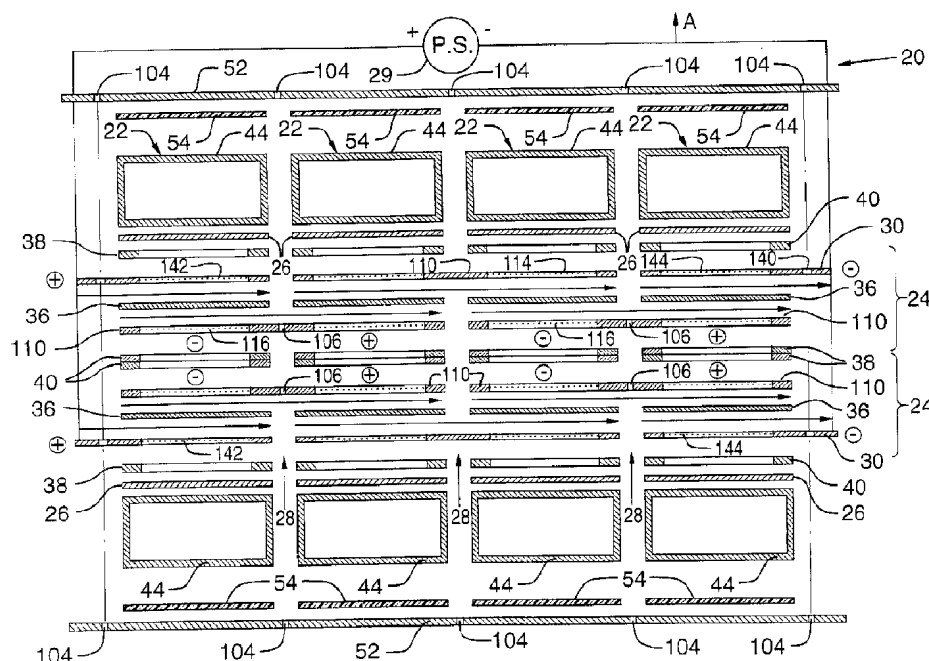 + P.S. - A
29
20
104 52 104 104 104 104
22 54 44 22 54 44 22 54 44 22 54 44
38 26 26 40
142 110 114 144 140 30
⊕ ⊖
36 36 24
110 116 106 116 106 110
⊖ ⊕ ⊖ ⊕
40 38
⊖ 106 ⊕ 110 ⊖ 106 ⊕ 110
36 36 24
⊕ ⊖
142 144 30
38 40
26 28 28 28 26
44 44 44 44
54 54
104 104 52 104 104 104